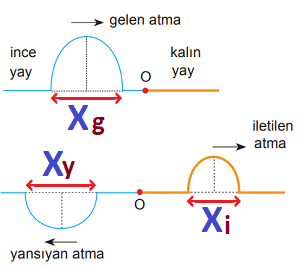 gelen atma
ince
yay
kalın
yay
O
Xg
iletilen
atma
Xy
O
Xi
yansıyan atma